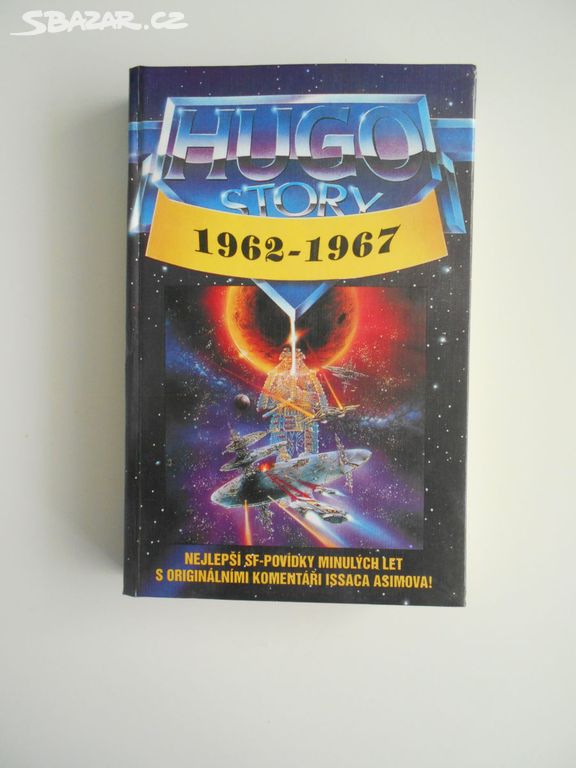 SBAZAR.CZ
HUGO
STORY
1962-1967
NEJLEPŠÍ SF-POVÍDKY MINULÝCH LET
S ORIGINÁLNÍMI KOMENTÁŘI ISSACA ASIMOVA!